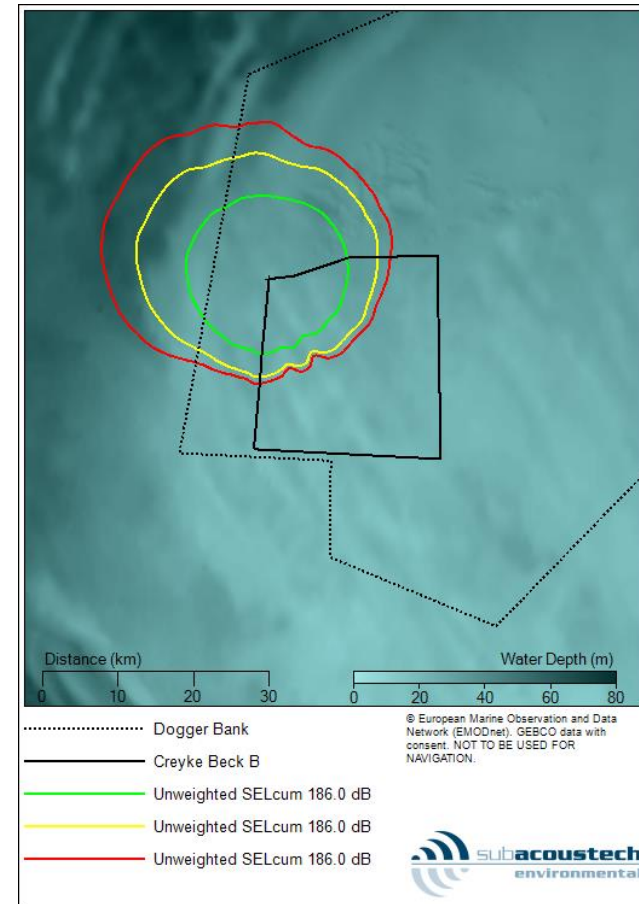 Distance (km)
0 10 20 30
Water Depth (m)
0 20 40 60 80
Dogger Bank
Creyke Beck B
Unweighted SELcum 186.0 dB
Unweighted SELcum 186.0 dB
Unweighted SELcum 186.0 dB
© European Marine Observation and Data
Network (EMODnet). GEBCO data with
consent. NOT TO BE USED FOR
NAVIGATION.
subacoustech
environmental